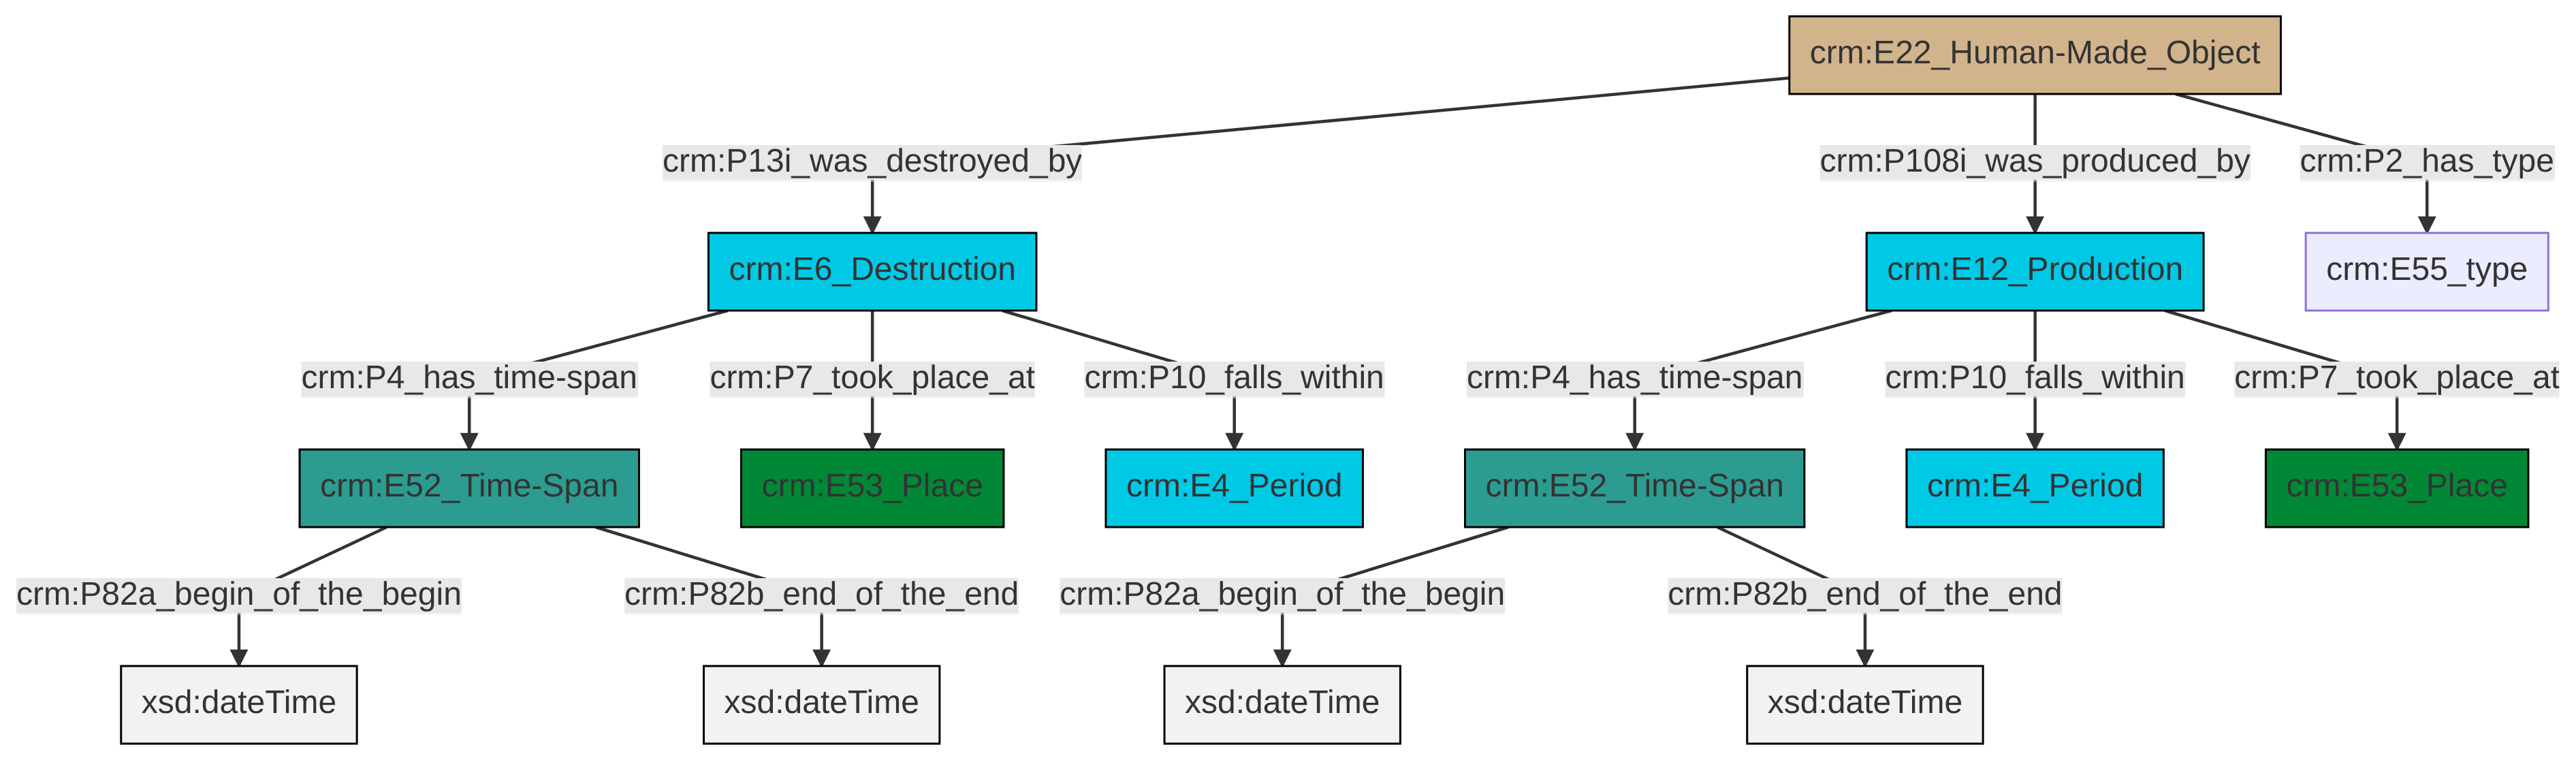 crm:E22_Human-Made_Object
crm:P13i_was_destroyed_by
crm:P108i_was_produced_by
crm:P2_has_type
crm:E6_Destruction
crm:E12_Production
crm:E55_type
crm:P4_has_time-span
crm:P7_took_place_at
crm:P10_falls_within
crm:P4_has_time-span
crm:P10_falls_within
crm:P7_took_place_at
crm:E52_Time-Span
crm:E53_Place
crm:E4_Period
crm:E52_Time-Span
crm:E4_Period
crm:E53_Place
crm:P82a_begin_of_the_begin
crm:P82b_end_of_the_end
crm:P82a_begin_of_the_begin
crm:P82b_end_of_the_end
xsd:dateTime
xsd:dateTime
xsd:dateTime
xsd:dateTime